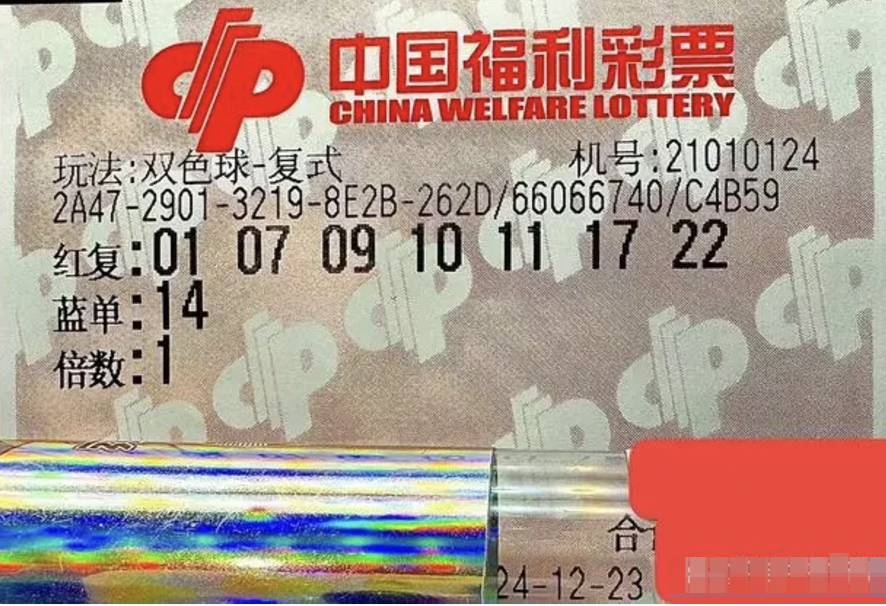 中国福利彩票
CHINA WELFARE LOTTERY
玩法:双色球-复式 机号:21010124
2A47-2901-3219-8E2B-262D/66066740/C4B59
红复:01 07 09 10 11 17 22
蓝单:14
倍数:1
合
24-12-23